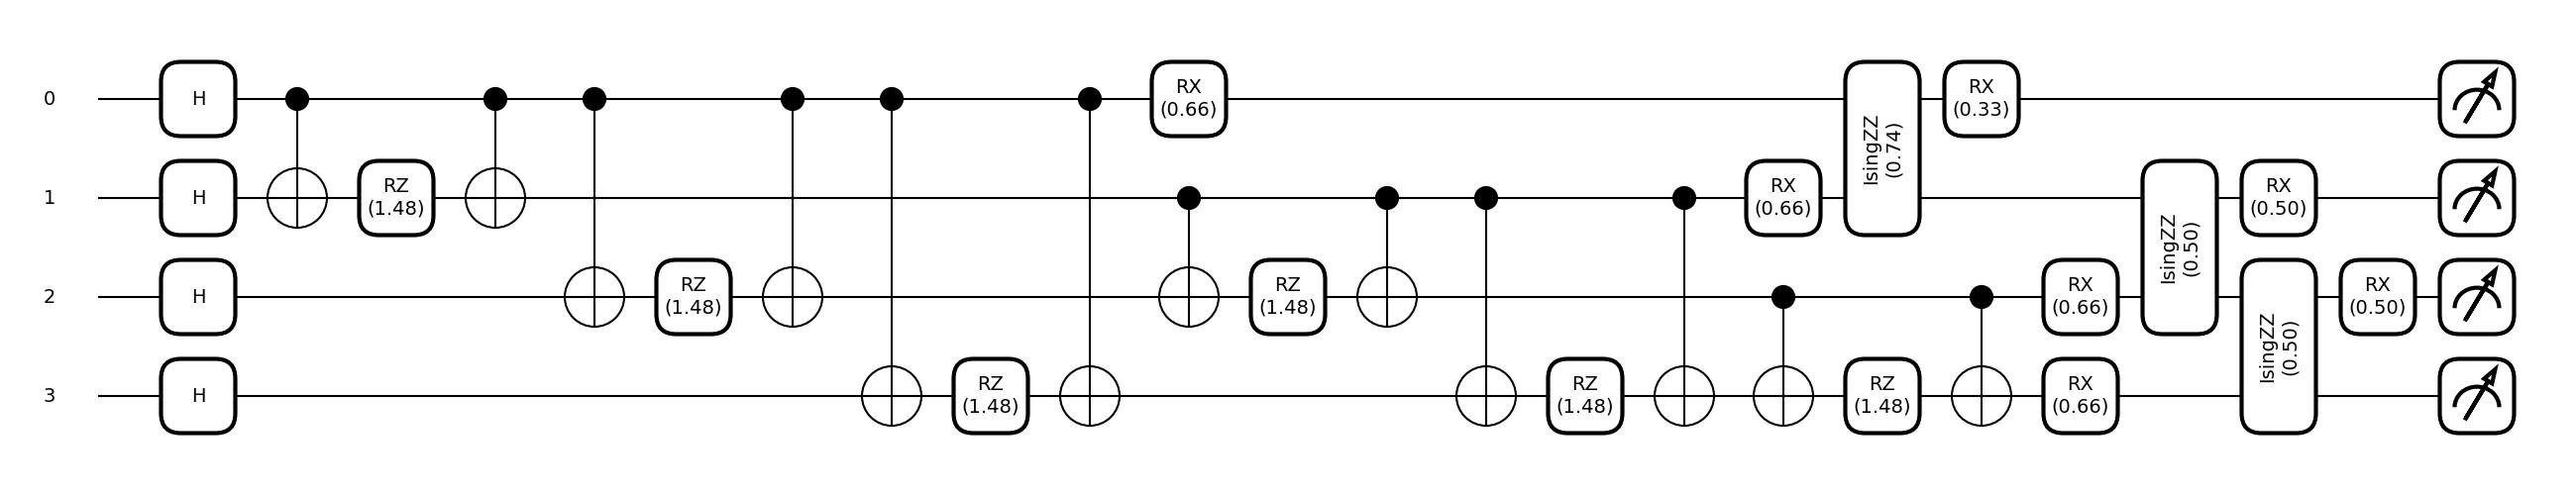 0
H
RX
(0.66)
IsingZZ
(0.74)
RX
(0.33)
1
H
RZ
(1.48)
RX
(0.66)
IsingZZ
(0.50)
RX
(0.50)
2
H
RZ
(1.48)
RZ
(1.48)
RX
(0.66)
IsingZZ
(0.50)
RX
(0.50)
3
H
RZ
(1.48)
RZ
(1.48)
RZ
(1.48)
RX
(0.66)